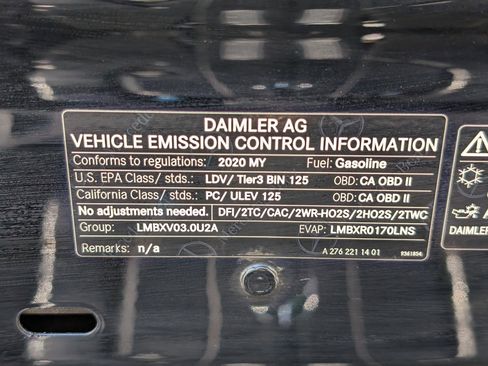 DAIMLER AG
VEHICLE EMISSION CONTROL INFORMATION
Conforms to regulations: 2020 MY Fuel: Gasoline
U.S. EPA Class/ stds.: LDV/ Tier3 BIN 125 OBD: CA OBD II
California Class/ stds.: PC/ ULEV 125 OBD: CA OBD II
No adjustments needed. DFI/2TC/CAC/2WR-HO2S/2HO2S/2TWC
Group: LMBXV03.0U2A EVAP: LMBXR0170LNS
Remarks: n/a A 276 221 14 01
DAIMLER